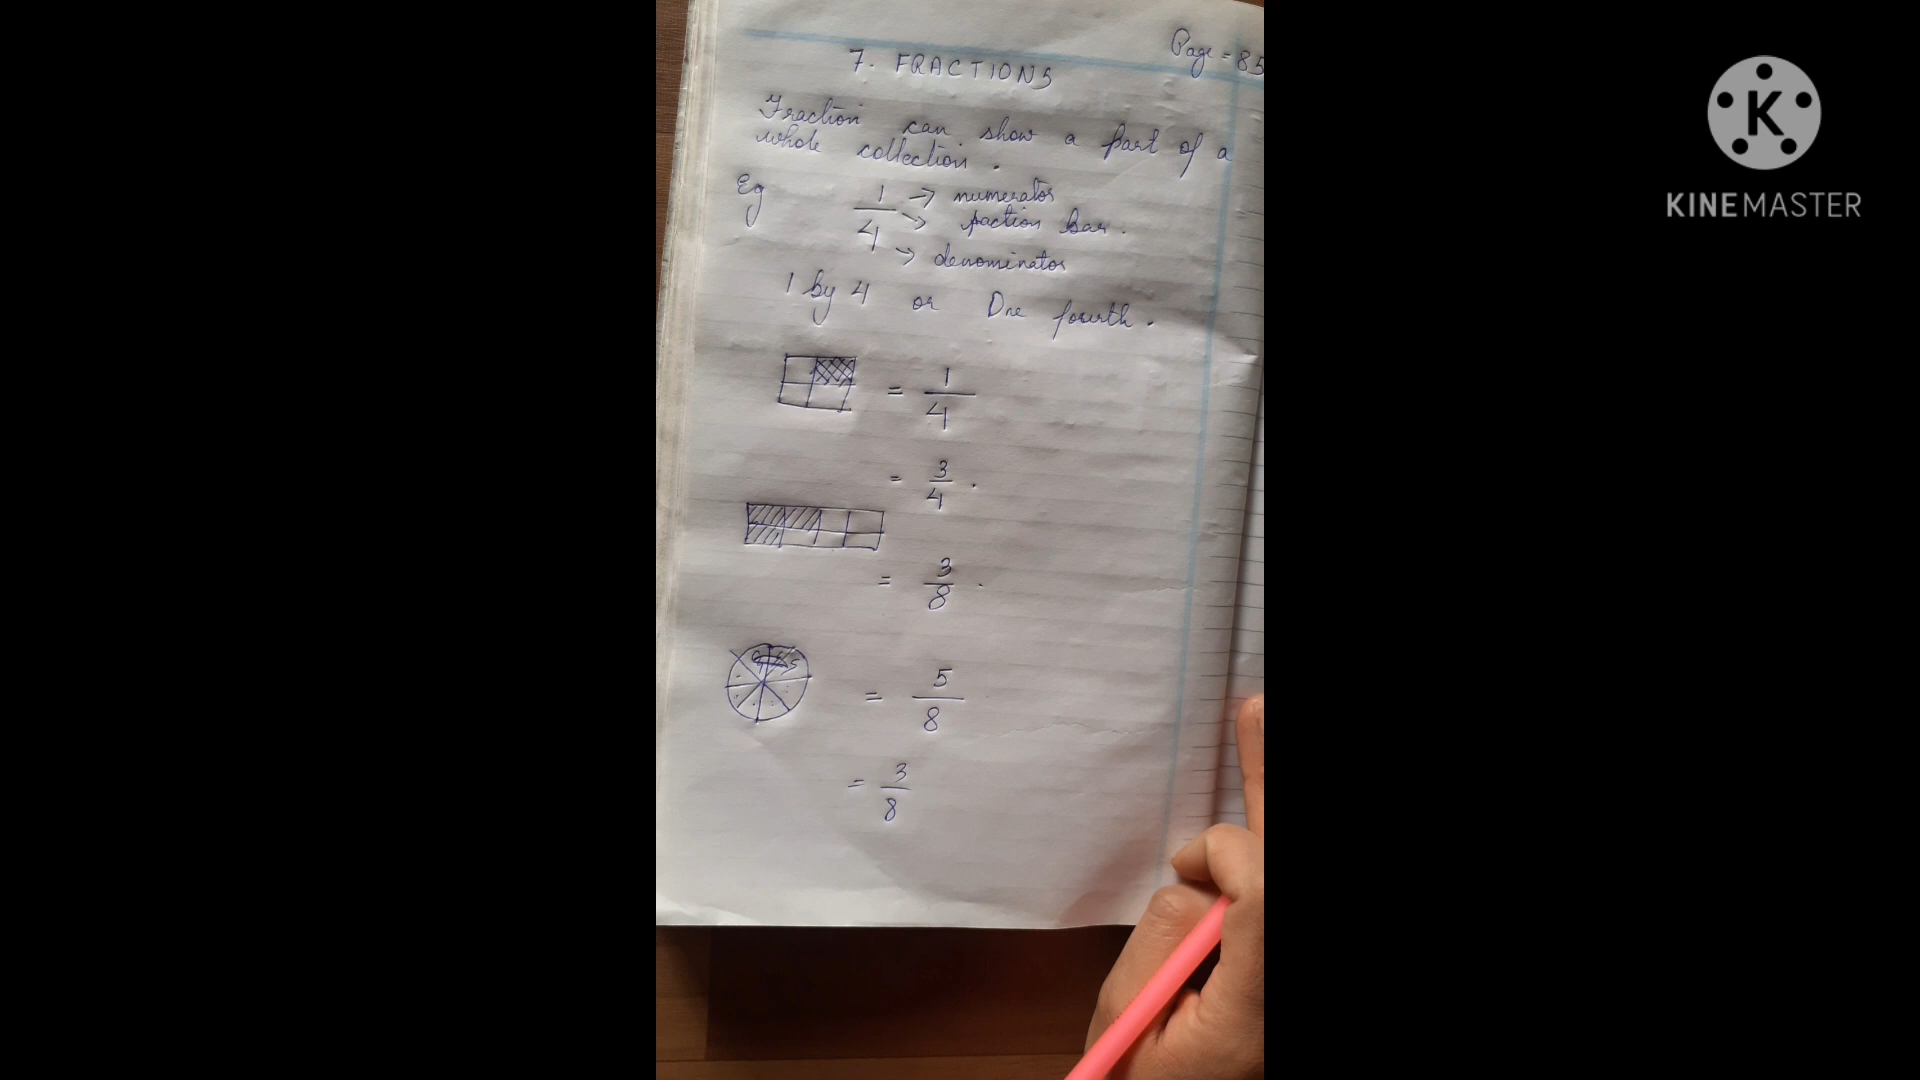 Page = 85
7. FRACTIONS
Fraction can show a part of a
whole collection.
Eg 1/4 → numerator
→ fraction bar.
→ denominator
1 by 4 or One fourth.
= 1/4
= 3/4.
= 3/8.
= 5/8
= 3/8
K
KINEMASTER